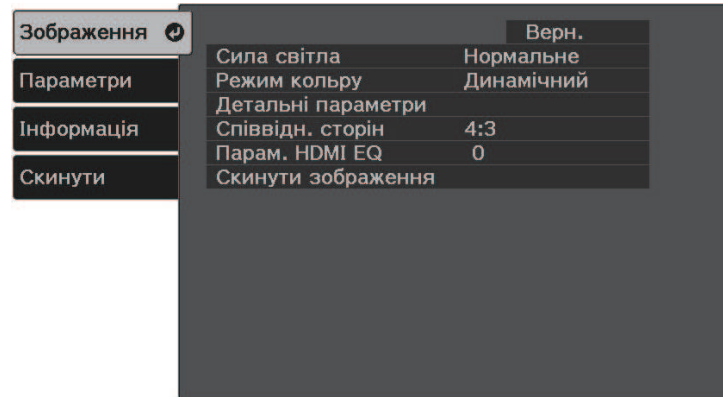 Зображення
Параметри
Інформація
Скинути
Верн.
Сила світла Нормальне
Режим кольру Динамічний
Детальні параметри
Співвідн. сторін 4:3
Парам. HDMI EQ 0
Скинути зображення